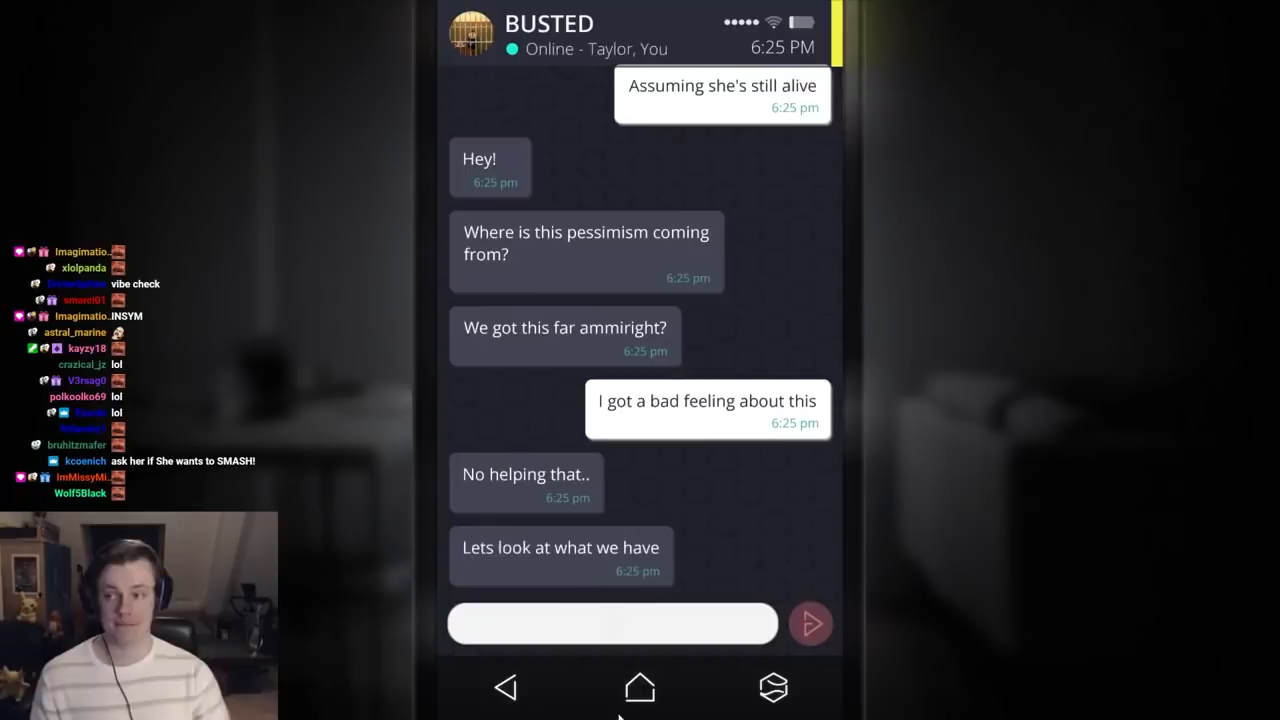 BUSTED
Online - Taylor, You
6:25 PM
Assuming she's still alive
6:25 pm
Hey!
6:25 pm
Where is this pessimism coming
from?
6:25 pm
We got this far ammiright?
6:25 pm
I got a bad feeling about this
6:25 pm
No helping that..
6:25 pm
Lets look at what we have
6:25 pm
Imagimatio..
xlolpanda
vibe check
smarci01
Imagimatio.. INSYM
astral_marine
kayzy18
crazical_jz lol
V3rsag0
polkoolko69 lol
lol
bruhitzmafer
kcoenich ask her if She wants to SMASH!
ImMissyMi..
Wolf5Black